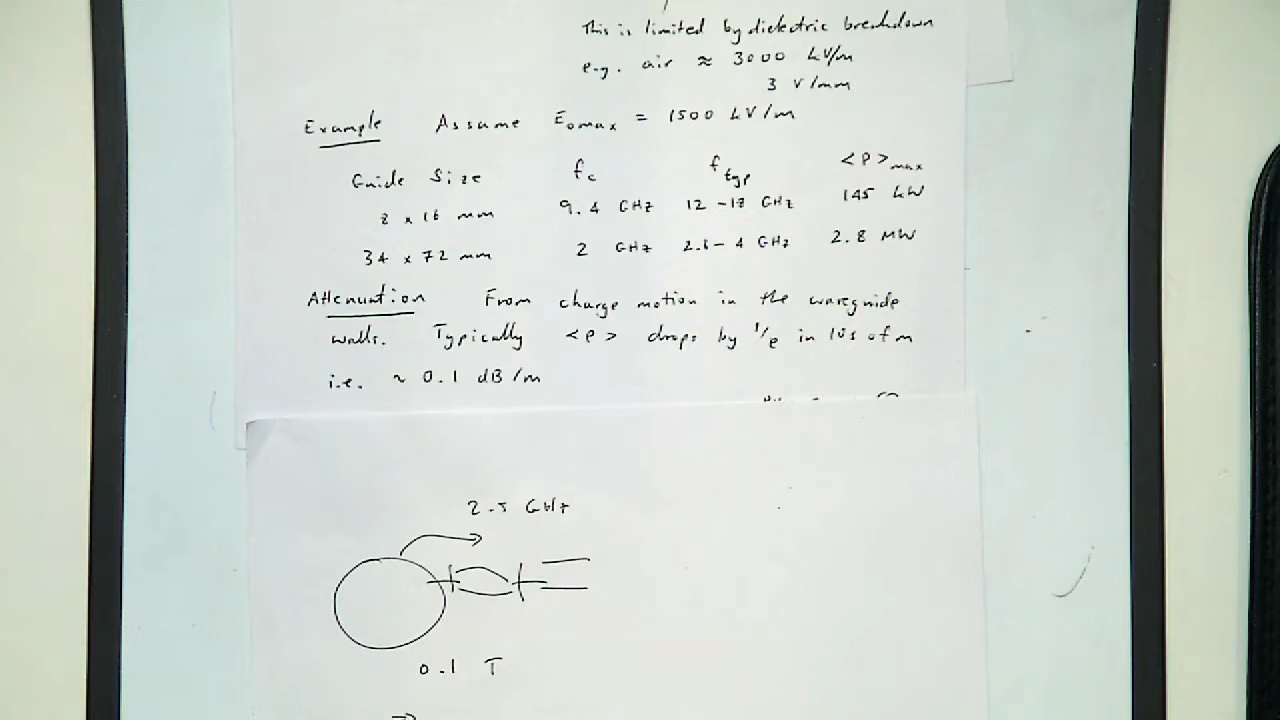 This is limited by dielectric breakdown
e.g. air ≈ 3000 kV/m
3 V/mm
Example Assume E₀max = 1500 kV/m
Guide Size fc ftyp <P>max
8 x 16 mm 9.4 GHz 12-18 GHz 145 kW
34 x 72 mm 2 GHz 2.6-4 GHz 2.8 MW
Attenuation From charge motion in the waveguide
walls. Typically <P> drops by 1/e in 10s of m
i.e. ~ 0.1 dB/m
2-5 GHz
0.1 T